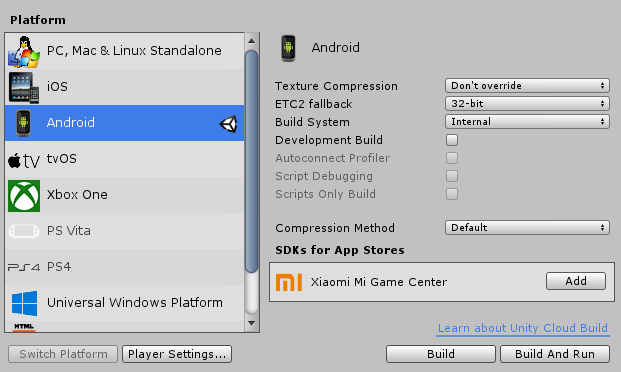 Platform
PC, Mac & Linux Standalone
iOS
Android
tv tvOS
Xbox One
PS Vita
PS4 PS4
Universal Windows Platform
HTML
Switch Platform
Player Settings...
Android
Texture Compression Don't override
ETC2 fallback 32-bit
Build System Internal
Development Build
Autoconnect Profiler
Script Debugging
Scripts Only Build
Compression Method Default
SDKs for App Stores
mi Xiaomi Mi Game Center Add
Learn about Unity Cloud Build
Build
Build And Run